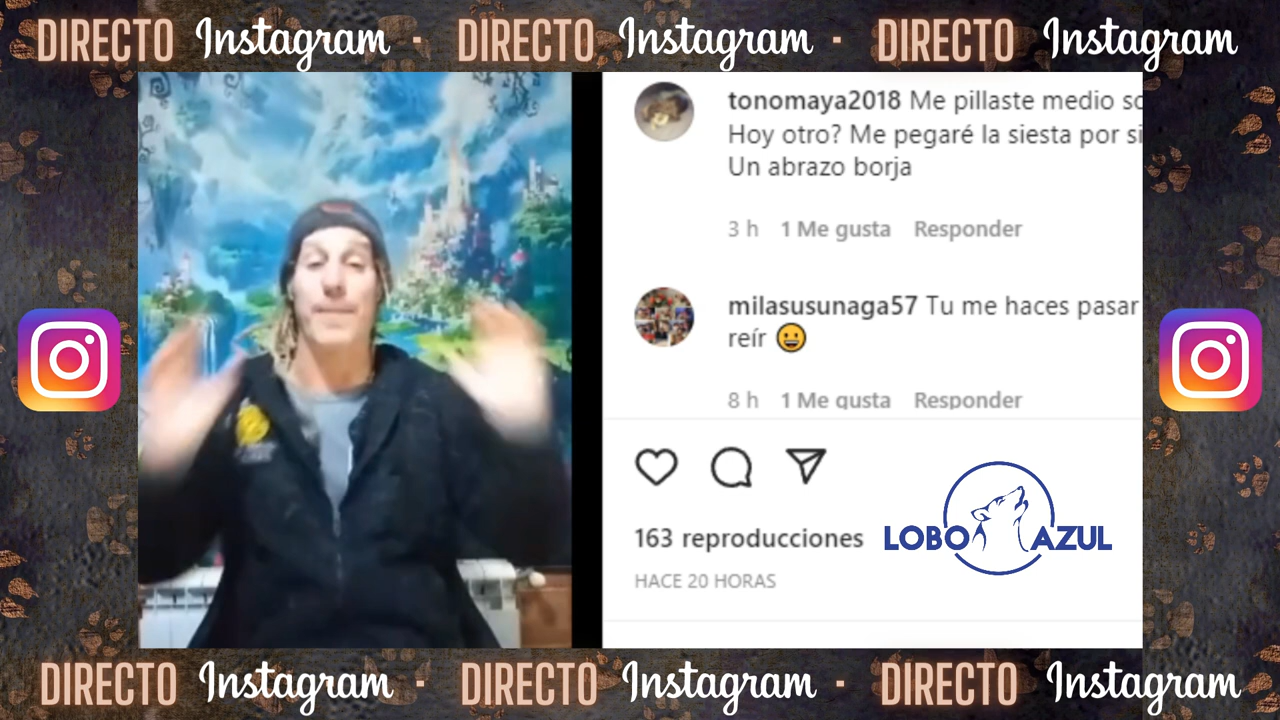 DIRECTO Instagram · DIRECTO Instagram · DIRECTO Instagram
tonomaya2018 Me pillaste medio
Hoy otro? Me pegaré la siesta por
Un abrazo borja
3 h 1 Me gusta Responder
milasusunaga57 Tu me haces pasar
reír 😀
8 h 1 Me gusta Responder
163 reproducciones
LOBO AZUL
HACE 20 HORAS
DIRECTO Instagram · DIRECTO Instagram · DIRECTO Instagram